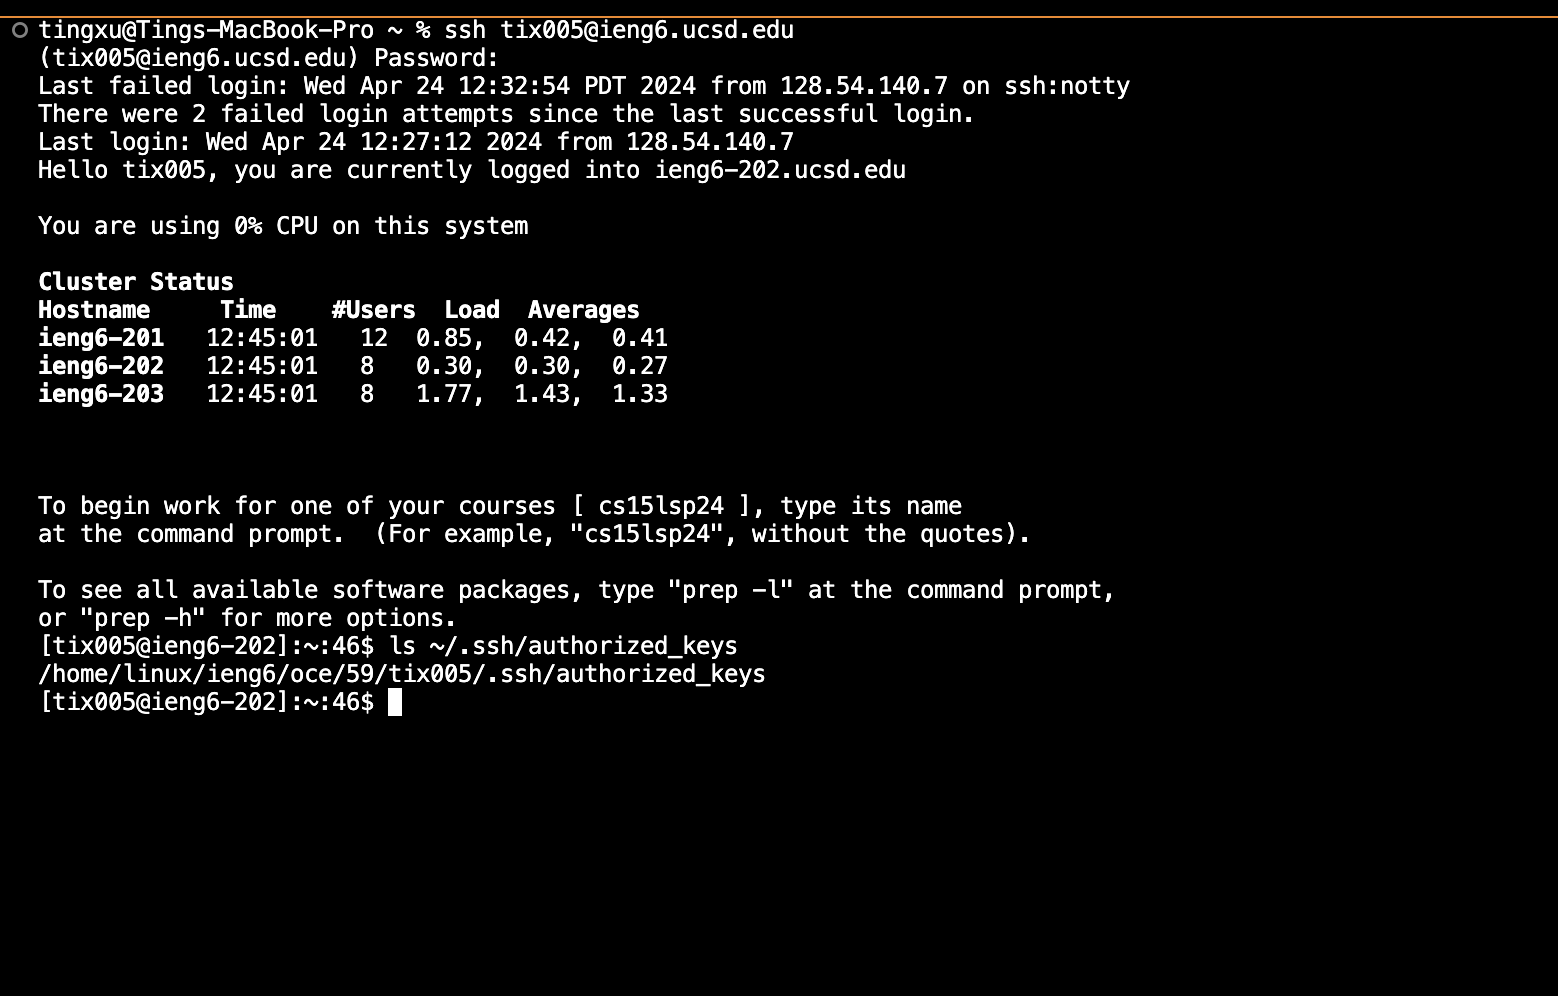 tingxu@Tings-MacBook-Pro ~ % ssh tix005@ieng6.ucsd.edu
(tix005@ieng6.ucsd.edu) Password:
Last failed login: Wed Apr 24 12:32:54 PDT 2024 from 128.54.140.7 on ssh:notty
There were 2 failed login attempts since the last successful login.
Last login: Wed Apr 24 12:27:12 2024 from 128.54.140.7
Hello tix005, you are currently logged into ieng6-202.ucsd.edu
You are using 0% CPU on this system
Cluster Status
Hostname     Time    #Users  Load  Averages
ieng6-201   12:45:01   12  0.85,  0.42,  0.41
ieng6-202   12:45:01   8   0.30,  0.30,  0.27
ieng6-203   12:45:01   8   1.77,  1.43,  1.33
To begin work for one of your courses [ cs15lsp24 ], type its name
at the command prompt.  (For example, "cs15lsp24", without the quotes).
To see all available software packages, type "prep -l" at the command prompt,
or "prep -h" for more options.
[tix005@ieng6-202]:~:46$ ls ~/.ssh/authorized_keys
/home/linux/ieng6/oce/59/tix005/.ssh/authorized_keys
[tix005@ieng6-202]:~:46$